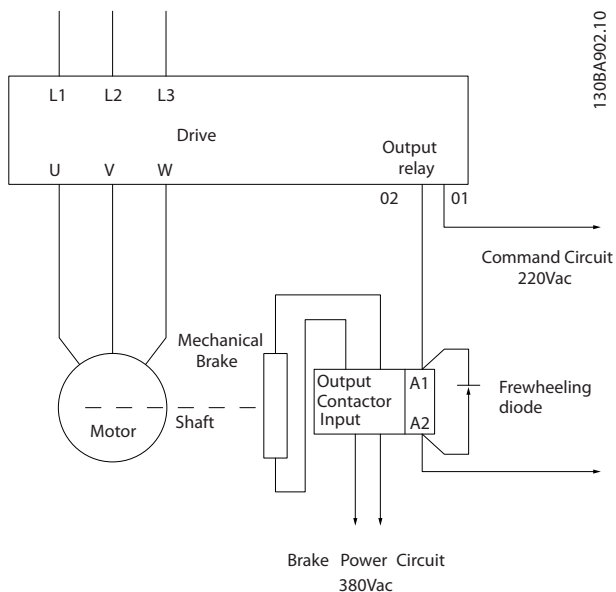 130BA902.10
L1 L2 L3
Drive
Output
relay
U V W
02 01
Command Circuit
220Vac
Mechanical
Brake
Output
Contactor
Input
A1
A2
Frewheeling
diode
Shaft
Motor
Brake Power Circuit
380Vac